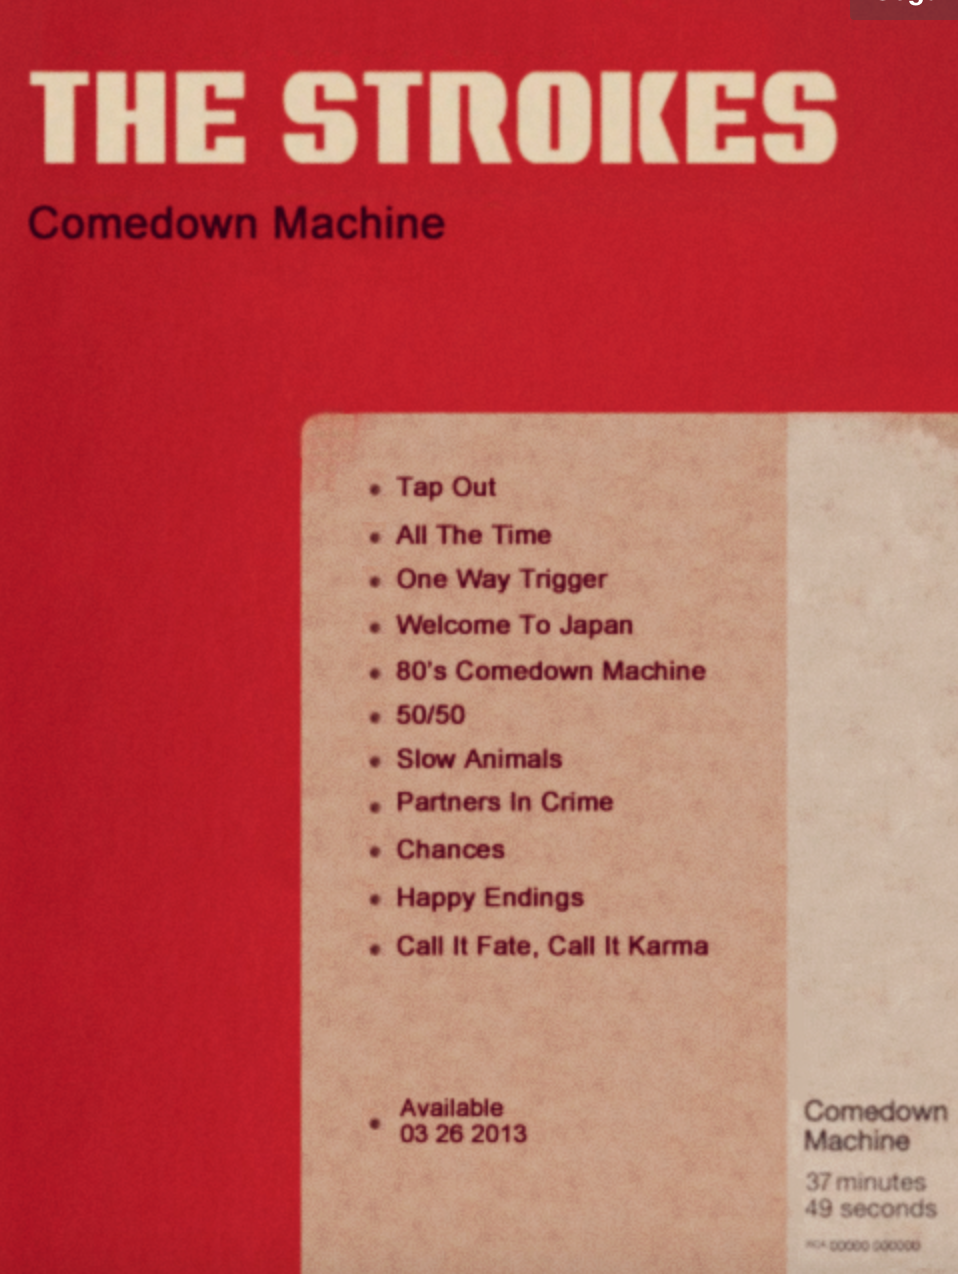 THE STROKES
Comedown Machine
Tap Out
All The Time
One Way Trigger
Welcome To Japan
80's Comedown Machine
50/50
Slow Animals
Partners In Crime
Chances
Happy Endings
Call It Fate, Call It Karma
Available
03 26 2013
Comedown
Machine
37 minutes
49 seconds